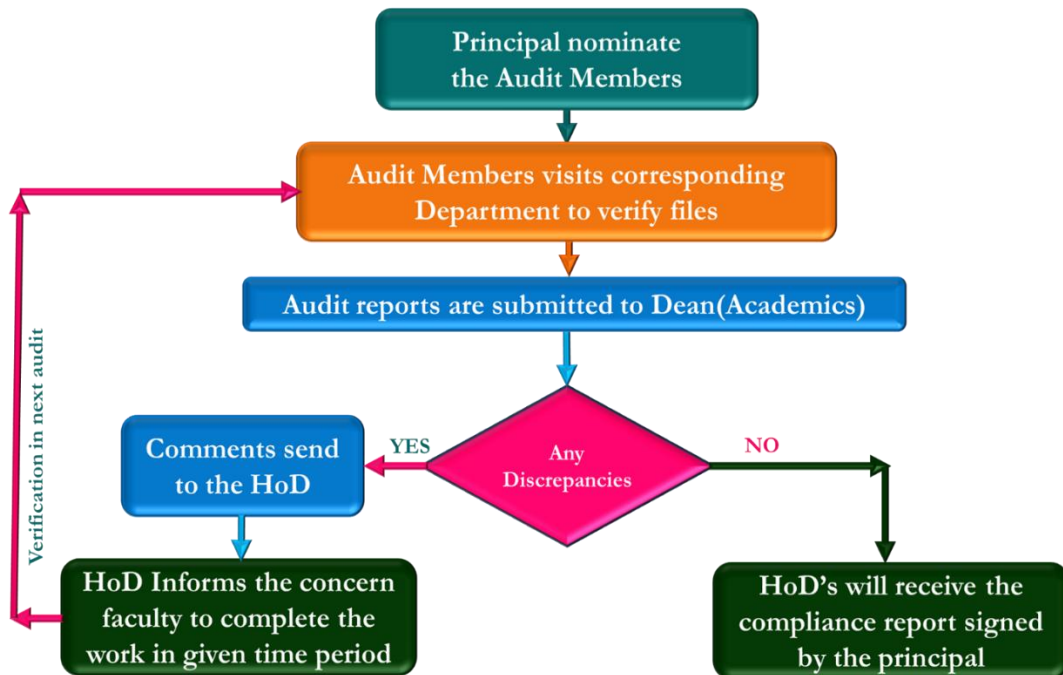 Principal nominate
the Audit Members
Audit Members visits corresponding
Department to verify files
Audit reports are submitted to Dean(Academics)
Any
Discrepancies
YES
NO
Comments send
to the HoD
HoD Informs the concern
faculty to complete the
work in given time period
Verification in next audit
HoD's will receive the
compliance report signed
by the principal